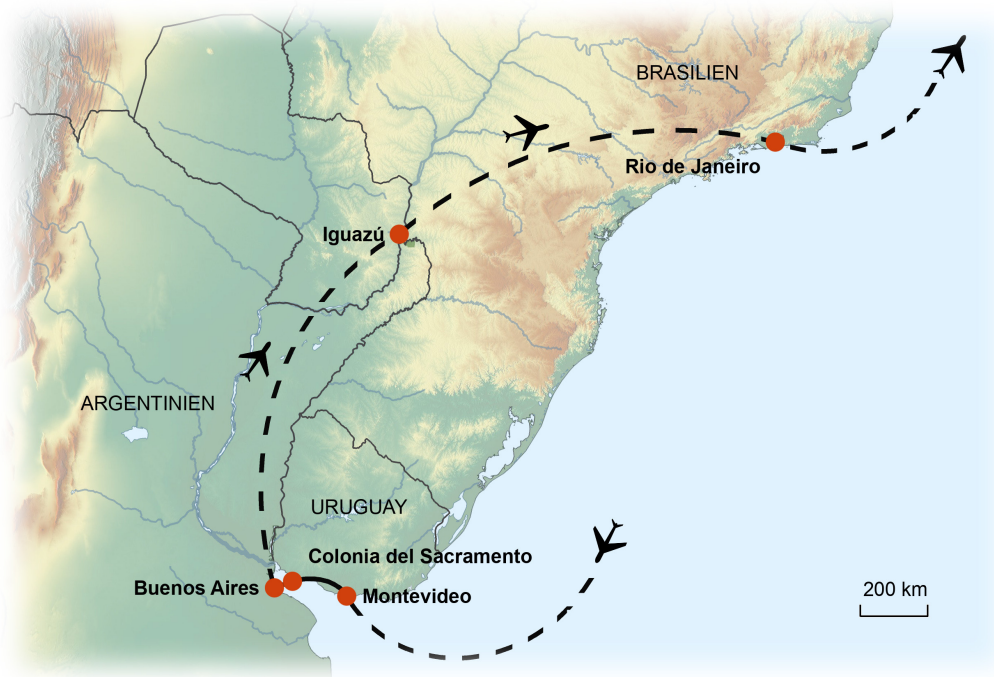 BRASILIEN
Rio de Janeiro
Iguazú
ARGENTINIEN
URUGUAY
Colonia del Sacramento
Buenos Aires
Montevideo
200 km